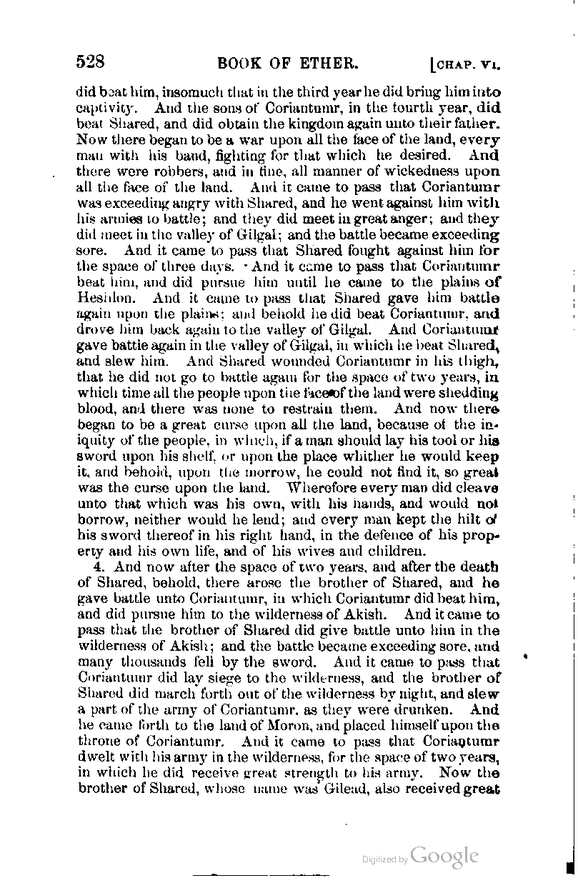 528 BOOK OF ETHER. [CHAP. VI.
did beat him, insomuch that in the third year he did bring him into
captivity. And the sons of Coriantumr, in the fourth year, did
beat Shared, and did obtain the kingdom again unto their father.
Now there began to be a war upon all the face of the land, every
man with his band, fighting for that which he desired. And
there were robbers, and in fine, all manner of wickedness upon
all the face of the land. And it came to pass that Coriantumr
was exceeding angry with Shared, and he went against him with
his armies to battle; and they did meet in great anger; and they
did meet in the valley of Gilgal; and the battle became exceeding
sore. And it came to pass that Shared fought against him for
the space of three days. And it came to pass that Coriantumr
beat him, and did pursue him until he came to the plains of
Heshlon. And it came to pass that Shared gave him battle
again upon the plains; and behold he did beat Coriantumr, and
drove him back again to the valley of Gilgal. And Coriantumr
gave battle again in the valley of Gilgal, in which he beat Shared,
and slew him. And Shared wounded Coriantumr in his thigh,
that he did not go to battle again for the space of two years, in
which time all the people upon the face of the land were shedding
blood, and there was none to restrain them. And now there
began to be a great curse upon all the land, because of the in-
iquity of the people, in which, if a man should lay his tool or his
sword upon his shelf, or upon the place whither he would keep
it, and behold, upon the morrow, he could not find it, so great
was the curse upon the land. Wherefore every man did cleave
unto that which was his own, with his hands, and would not
borrow, neither would he lend; and every man kept the hilt of
his sword thereof in his right hand, in the defence of his prop-
erty and his own life, and of his wives and children.
4. And now after the space of two years, and after the death
of Shared, behold, there arose the brother of Shared, and he
gave battle unto Coriantumr, in which Coriantumr did beat him,
and did pursue him to the wilderness of Akish. And it came to
pass that the brother of Shared did give battle unto him in the
wilderness of Akish; and the battle became exceeding sore, and
many thousands fell by the sword. And it came to pass that
Coriantumr did lay siege to the wilderness, and the brother of
Shared did march forth out of the wilderness by night, and slew
a part of the army of Coriantumr, as they were drunken. And
he came forth to the land of Moron, and placed himself upon the
throne of Coriantumr. And it came to pass that Coriantumr
dwelt with his army in the wilderness, for the space of two years,
in which he did receive great strength to his army. Now the
brother of Shared, whose name was Gilead, also received great
Digitized by Google